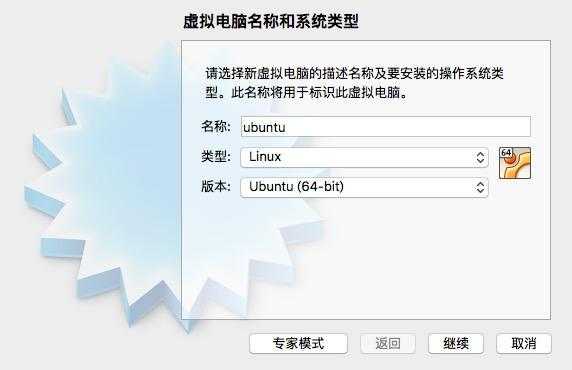 虚拟电脑名称和系统类型
请选择新虚拟电脑的描述名称及要安装的操作系统类
型。此名称将用于标识此虚拟电脑。
名称: ubuntu
类型: Linux
64
版本: Ubuntu (64-bit)
专家模式 返回 继续 取消